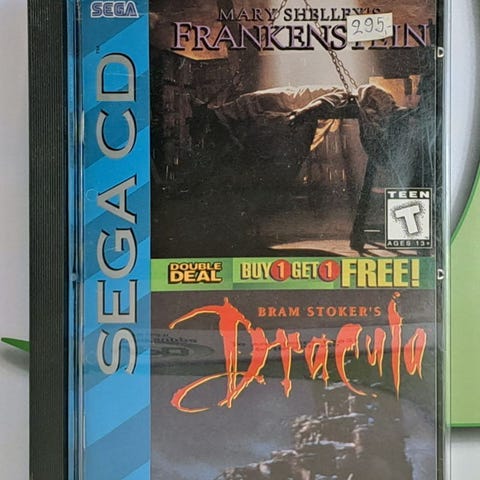 SEGA
SEGA CD™
MARY SHELLEY'S
FRANKENSTEIN
295,-
TEEN
T
AGES 13+
DOUBLE
DEAL
BUY 1 GET 1 FREE!
BRAM STOKER'S
Dracula